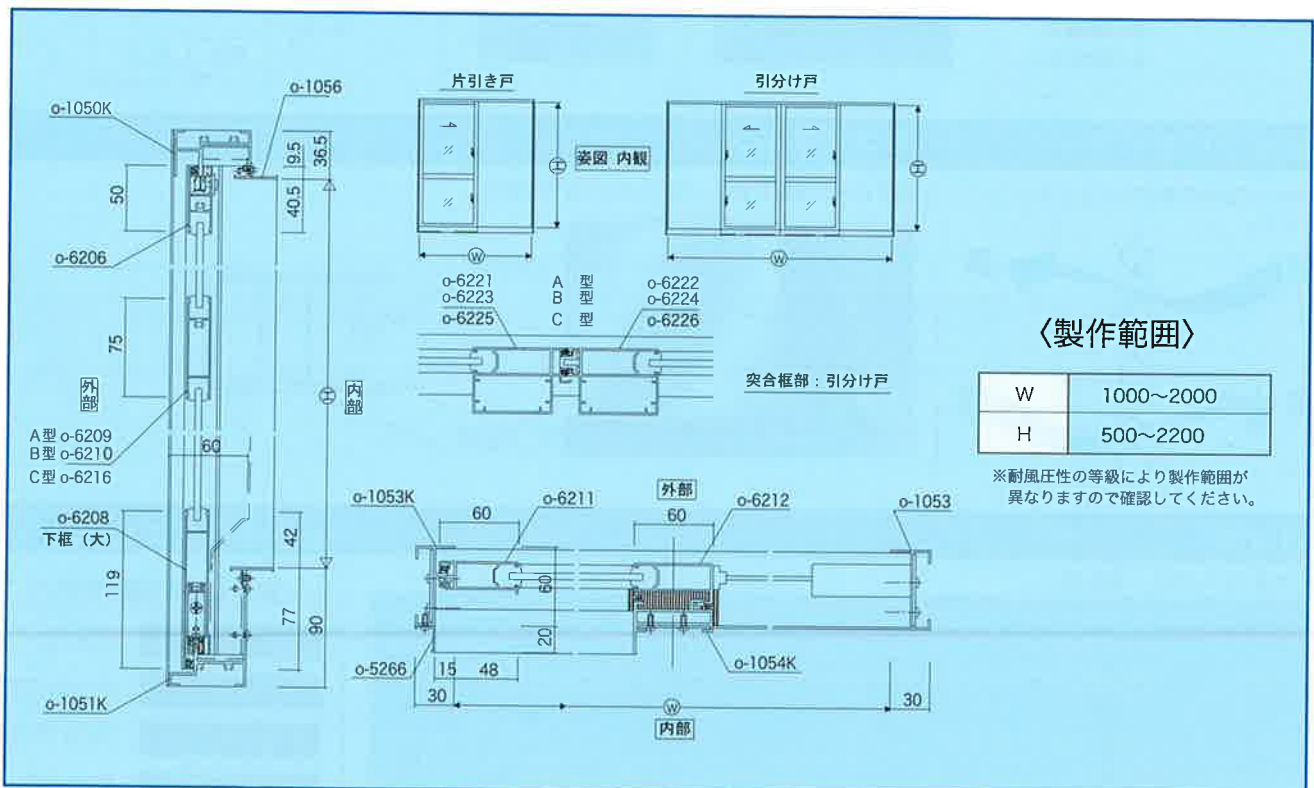 o-1050K
o-1056
9.5
36.5
50
40.5
o-6206
75
外部
A型 o-6209
B型 o-6210
C型 o-6216
60
H
内部
o-6208
下框（大）
119
42
77
90
o-1051K
片引き戸
引分け戸
H
姿図 内観
H
W
W
o-6221 A 型 o-6222
o-6223 B 型 o-6224
o-6225 C 型 o-6226
突合框部：引分け戸
〈製作範囲〉
W 1000～2000
H 500～2200
※耐風圧性の等級により製作範囲が
異なりますので確認してください。
外部
o-1053K
o-6211
o-6212
o-1053
60
60
60
20
o-5266
15
48
o-1054K
30
W
30
内部